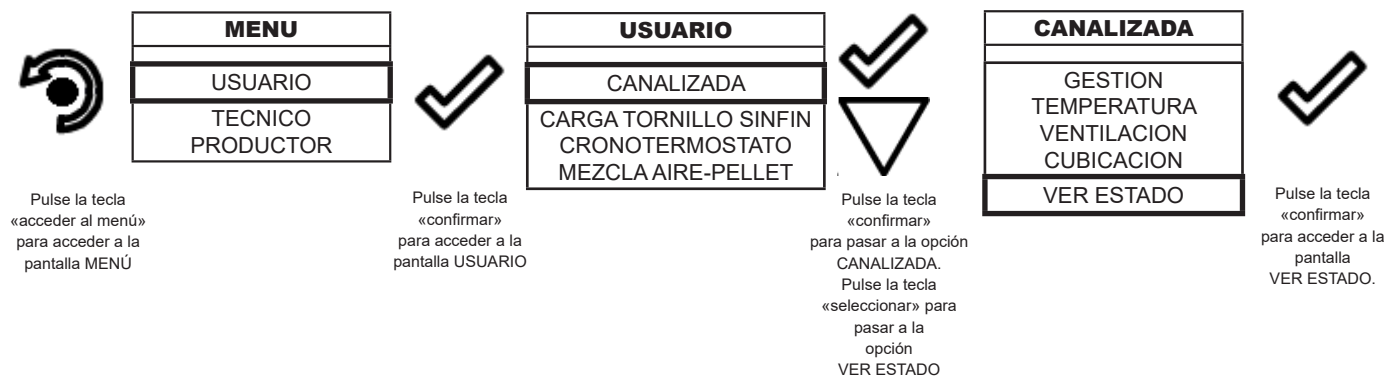 MENU
USUARIO
TECNICO
PRODUCTOR
Pulse la tecla
«acceder al menú»
para acceder a la
pantalla MENÚ
Pulse la tecla
«confirmar»
para acceder a la
pantalla USUARIO
USUARIO
CANALIZADA
CARGA TORNILLO SINFIN
CRONOTERMOSTATO
MEZCLA AIRE-PELLET
Pulse la tecla
«confirmar»
para pasar a la opción
CANALIZADA.
Pulse la tecla
«seleccionar» para
pasar a la
opción
VER ESTADO
CANALIZADA
GESTION
TEMPERATURA
VENTILACION
CUBICACION
VER ESTADO
Pulse la tecla
«confirmar»
para acceder a la
pantalla
VER ESTADO.